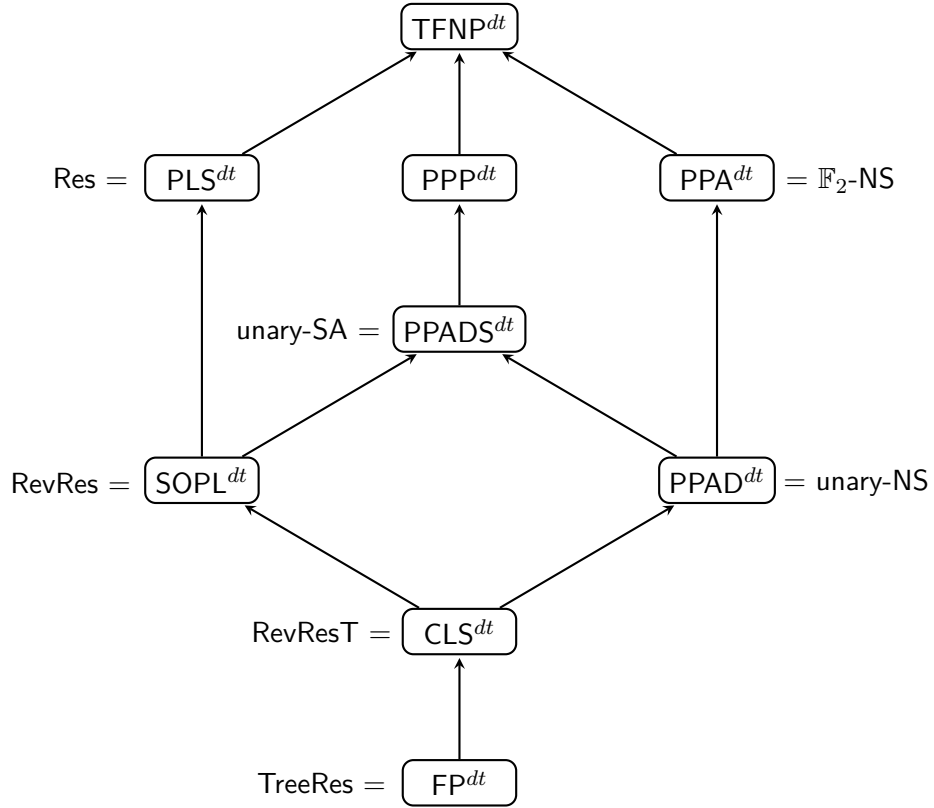 TFNP^{dt}
Res = PLS^{dt} PPP^{dt} PPA^{dt} = 𝔽₂-NS
unary-SA = PPADS^{dt}
RevRes = SOPL^{dt} PPAD^{dt} = unary-NS
RevResT = CLS^{dt}
TreeRes = FP^{dt}